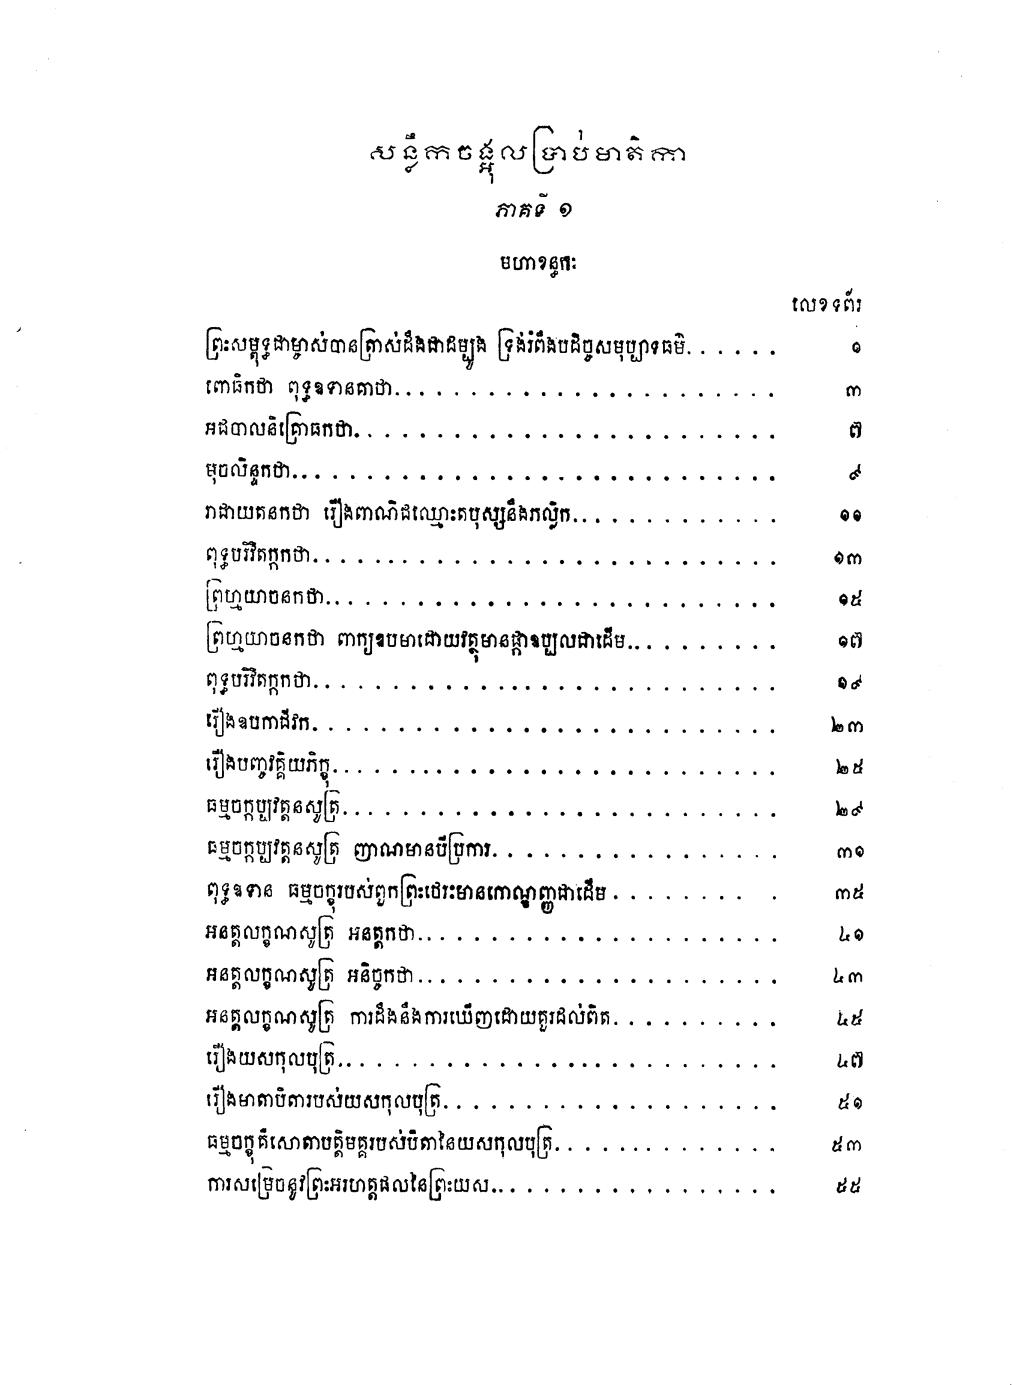 សន្លឹកចង្អុលប្រាប់មាតិកា
ភាគទី ១
មហាខន្ធកៈ
លេខទព័រ
ព្រះសម្ពុទ្ធជាម្ចាស់បានត្រាស់ដឹងជាដម្បូង ទ្រង់រំពឹងបដិច្ចសមុប្បាទធម៌...... ១
ពោធិកថា ពុទ្ធឧទានគាថា...................... ៣
អជបាលនិគ្រោធកថា...................... ៧
មុចលិន្ទកថា.......................... ៩
រាជាយតនកថា រឿងពាណិជឈ្មោះតបុស្សនឹងភល្លិក........... ១១
ពុទ្ធបរិវិតក្កកថា........................ ១៣
ព្រហ្មយាចនកថា........................ ១៥
ព្រហ្មយាចនកថា ពាក្យឧបមាដោយវត្ថុមានផ្កាឧប្បលជាដើម......... ១៧
ពុទ្ធបរិវិតក្កកថា........................ ១៩
រឿងឧបកាជីវក........................ ២៣
រឿងបញ្ចវគ្គិយភិក្ខុ....................... ២៥
ធម្មចក្កប្បវត្តនសូត្រ...................... ២៩
ធម្មចក្កប្បវត្តនសូត្រ ញាណមានបីប្រការ............... ៣១
ពុទ្ធឧទាន ធម្មចក្ខុរបស់ពួកព្រះថេរះមានកោណ្ឌញ្ញជាដើម ........ ៣៥
អនត្តលក្ខណសូត្រ អនត្តកថា................... ៤១
អនត្តលក្ខណសូត្រ អនិច្ចកថា................... ៤៣
អនត្តលក្ខណសូត្រ ការដឹងនឹងការឃើញដោយគួរដល់ពិត......... ៤៥
រឿងយសកុលបុត្រ....................... ៤៧
រឿងមាតាបិតារបស់យសកុលបុត្រ................. ៥១
ធម្មចក្ខុគឺសោតាបត្តិមគ្គរបស់បិតានៃយសកុលបុត្រ............ ៥៣
ការសម្រេចនូវព្រះអរហត្តផលនៃព្រះយស................ ៥៥